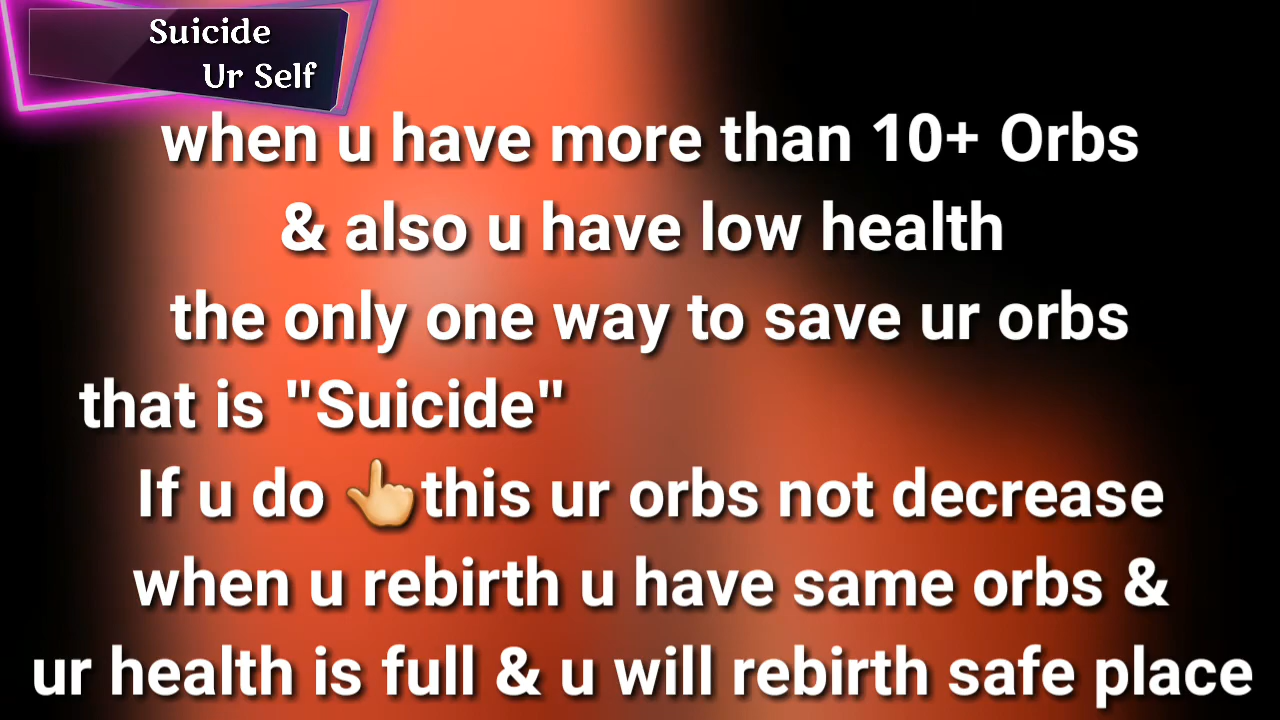 Suicide
Ur Self
when u have more than 10+ Orbs
& also u have low health
the only one way to save ur orbs
that is "Suicide"
If u do 👆this ur orbs not decrease
when u rebirth u have same orbs &
ur health is full & u will rebirth safe place